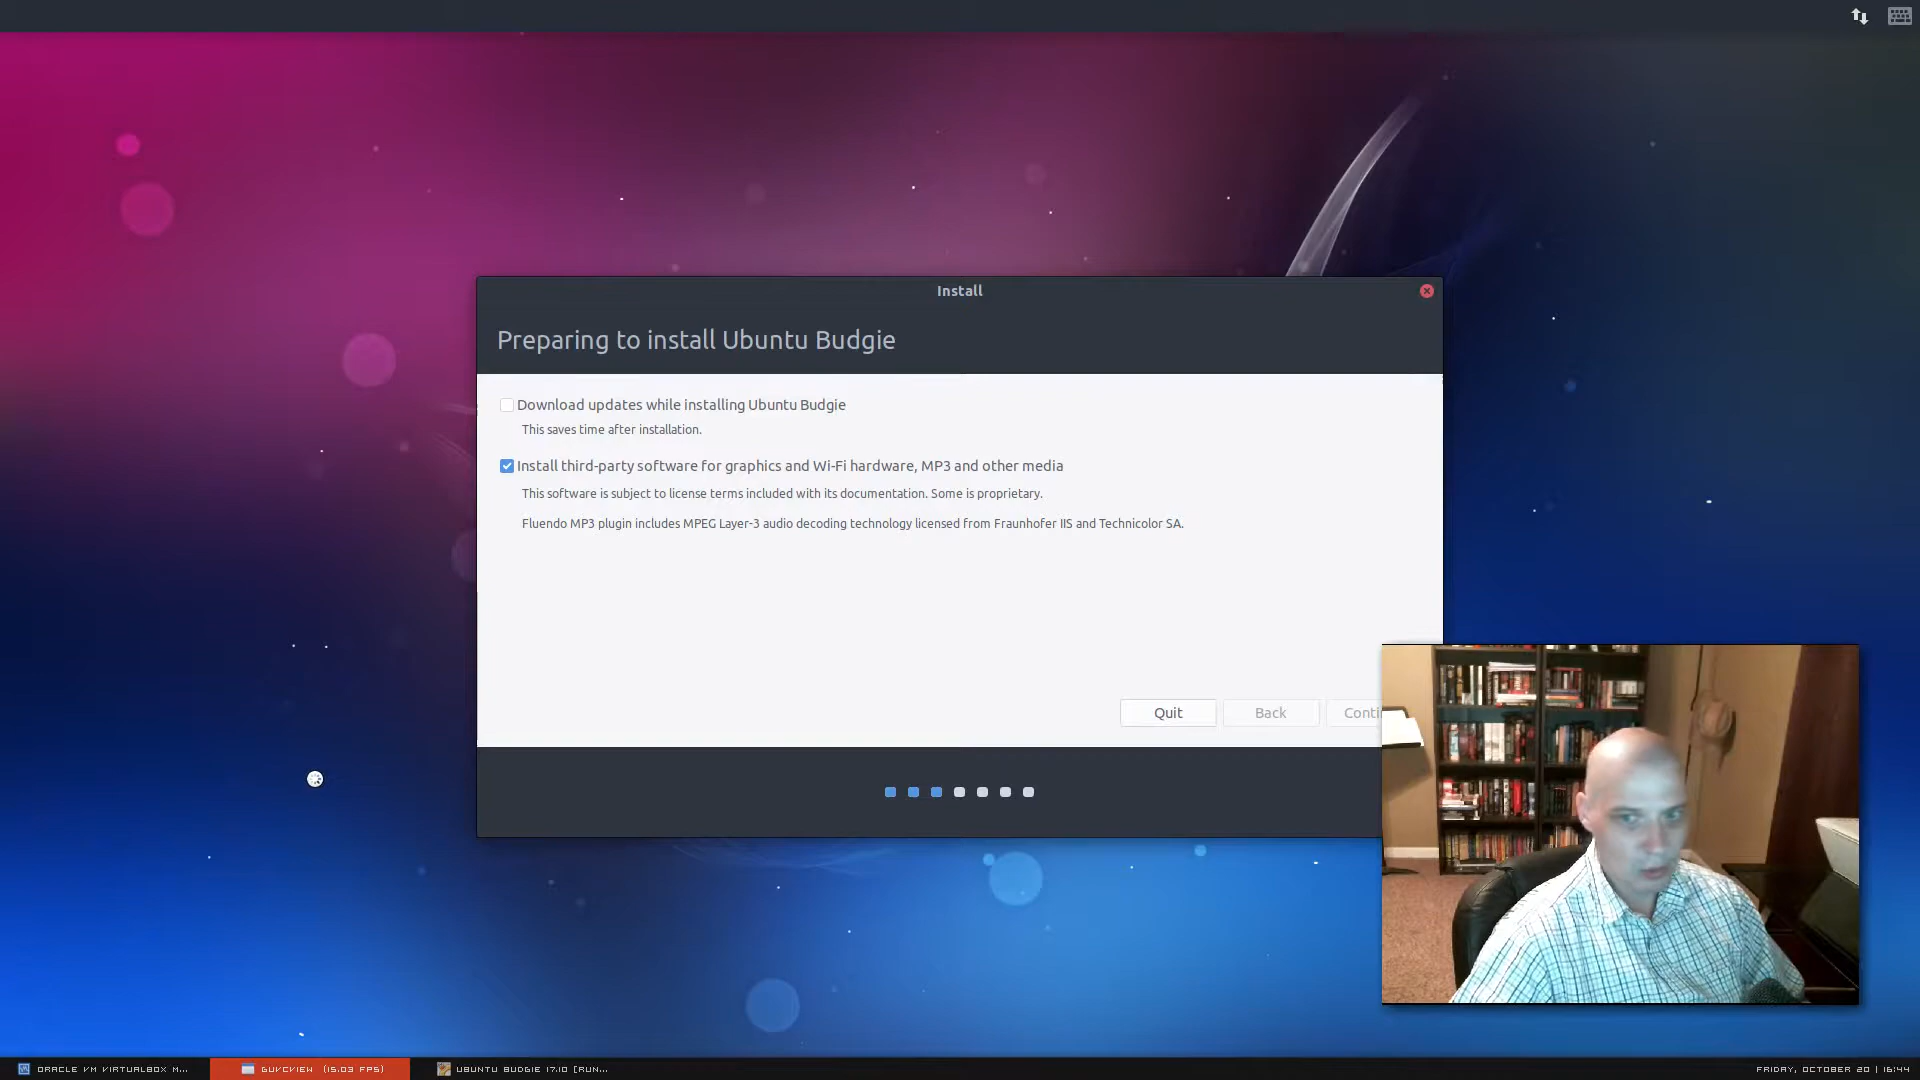 Install
Preparing to install Ubuntu Budgie
Download updates while installing Ubuntu Budgie
This saves time after installation.
Install third-party software for graphics and Wi-Fi hardware, MP3 and other media
This software is subject to license terms included with its documentation. Some is proprietary.
Fluendo MP3 plugin includes MPEG Layer-3 audio decoding technology licensed from Fraunhofer IIS and Technicolor SA.
Quit Back Conti
ORACLE VM VIRTUALBOX M... GUVCVIEW (15.03 FPS) UBUNTU BUDGIE 17.10 [RUN... FRIDAY, OCTOBER 20 | 16:44